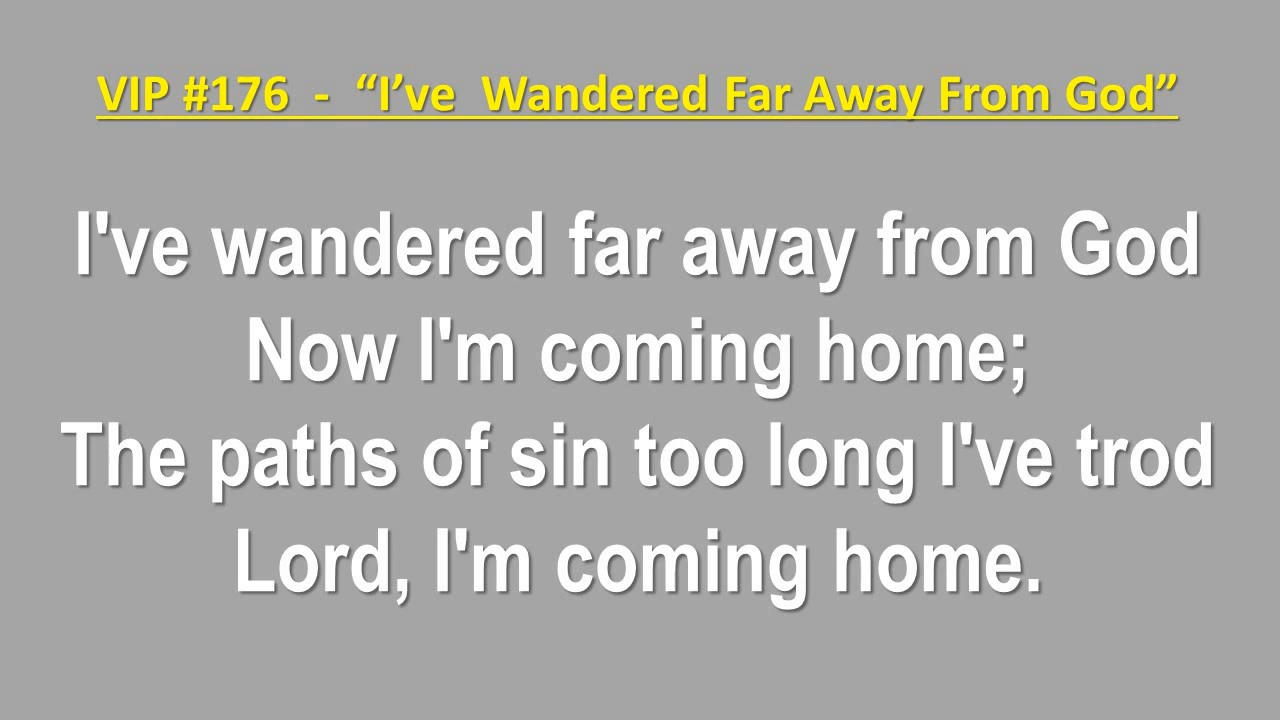 VIP #176  -  “I’ve  Wandered Far Away From God”
I've wandered far away from God
Now I'm coming home;
The paths of sin too long I've trod
Lord, I'm coming home.